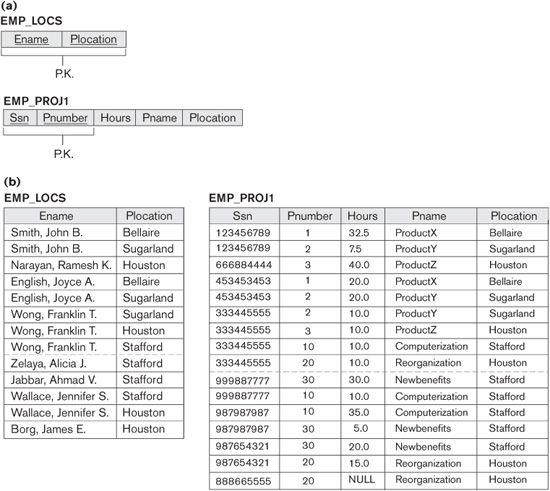 (a)
EMP_LOCS
Ename Plocation
P.K.
EMP_PROJ1
Ssn Pnumber Hours Pname Plocation
P.K.
(b)
EMP_LOCS
Ename Plocation
Smith, John B. Bellaire
Smith, John B. Sugarland
Narayan, Ramesh K. Houston
English, Joyce A. Bellaire
English, Joyce A. Sugarland
Wong, Franklin T. Sugarland
Wong, Franklin T. Houston
Wong, Franklin T. Stafford
Zelaya, Alicia J. Stafford
Jabbar, Ahmad V. Stafford
Wallace, Jennifer S. Stafford
Wallace, Jennifer S. Houston
Borg, James E. Houston
EMP_PROJ1
Ssn Pnumber Hours Pname Plocation
123456789 1 32.5 ProductX Bellaire
123456789 2 7.5 ProductY Sugarland
666884444 3 40.0 ProductZ Houston
453453453 1 20.0 ProductX Bellaire
453453453 2 20.0 ProductY Sugarland
333445555 2 10.0 ProductY Sugarland
333445555 3 10.0 ProductZ Houston
333445555 10 10.0 Computerization Stafford
333445555 20 10.0 Reorganization Houston
999887777 30 30.0 Newbenefits Stafford
999887777 10 10.0 Computerization Stafford
987987987 10 35.0 Computerization Stafford
987987987 30 5.0 Newbenefits Stafford
987654321 30 20.0 Newbenefits Stafford
987654321 20 15.0 Reorganization Houston
888665555 20 NULL Reorganization Houston